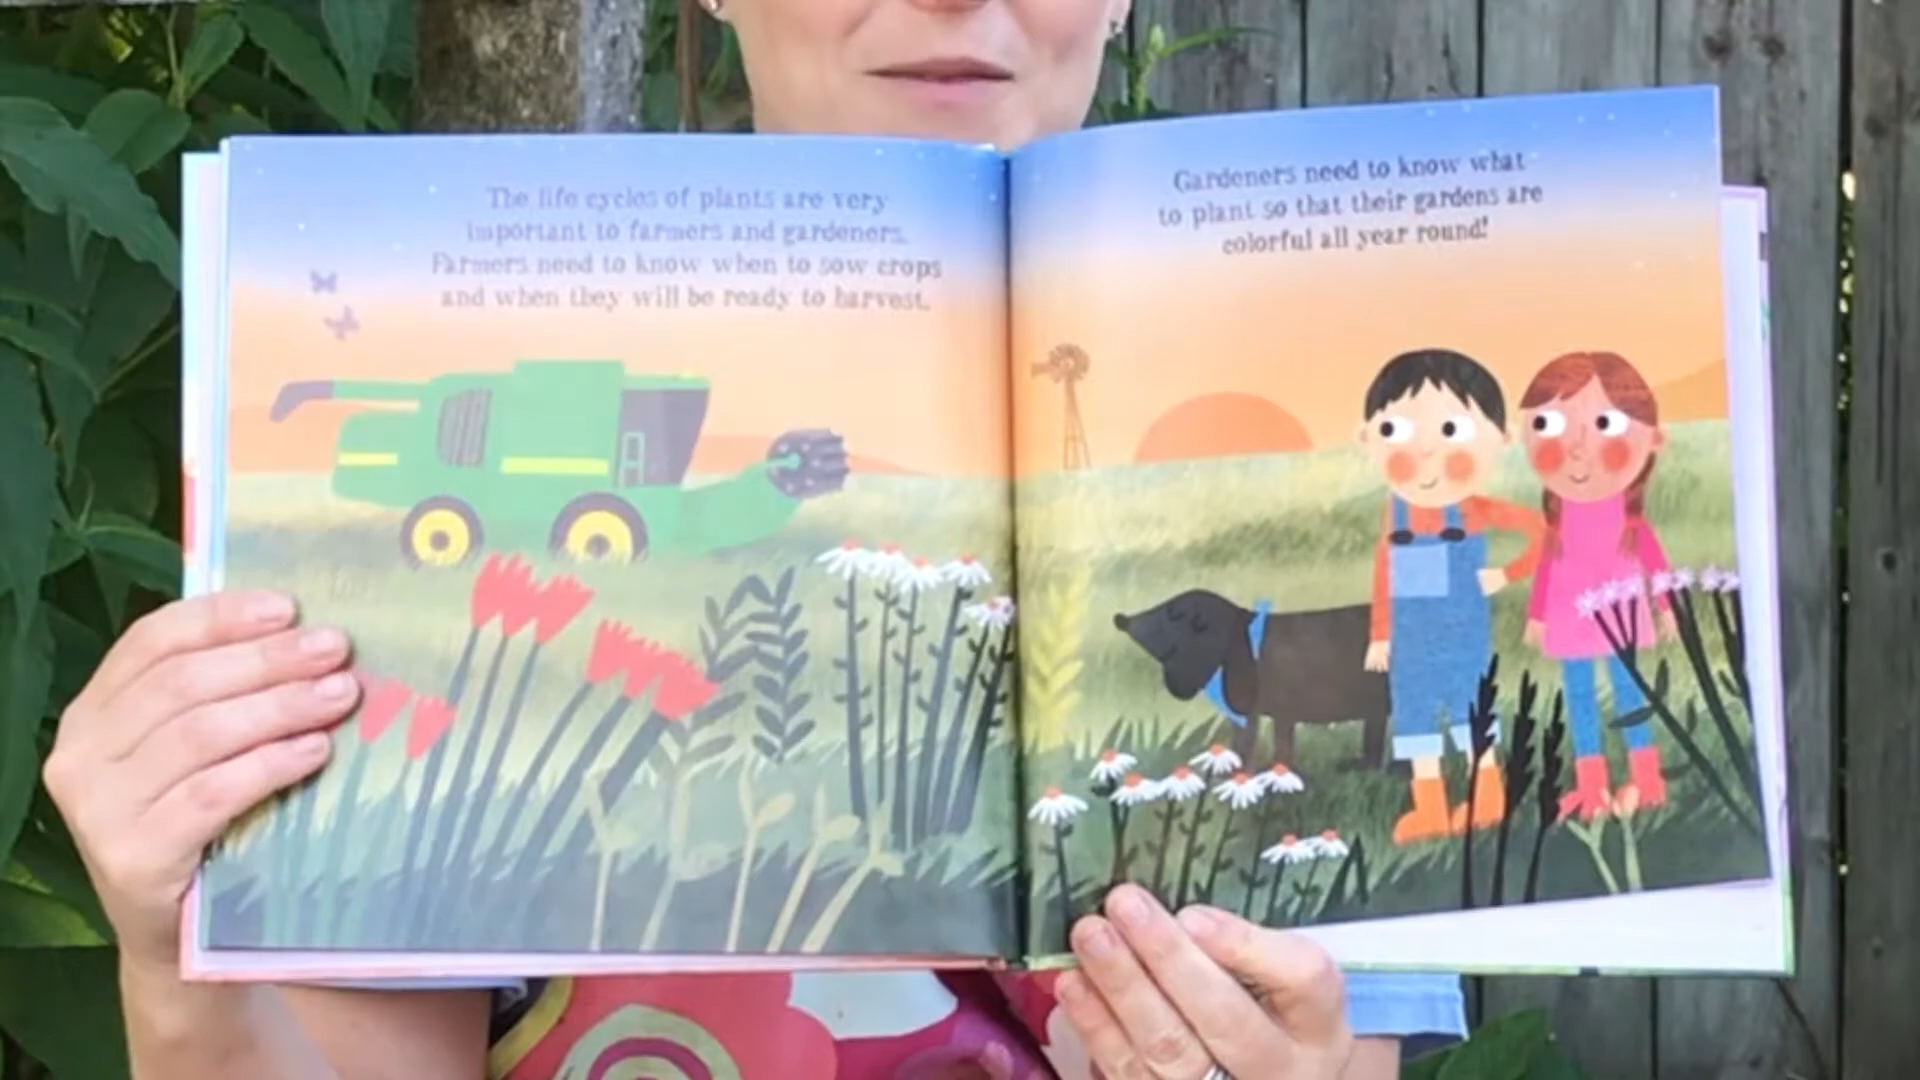 The life cycles of plants are very
important to farmers and gardeners.
Farmers need to know when to sow crops
and when they will be ready to harvest.
Gardeners need to know what
to plant so that their gardens are
colorful all year round!